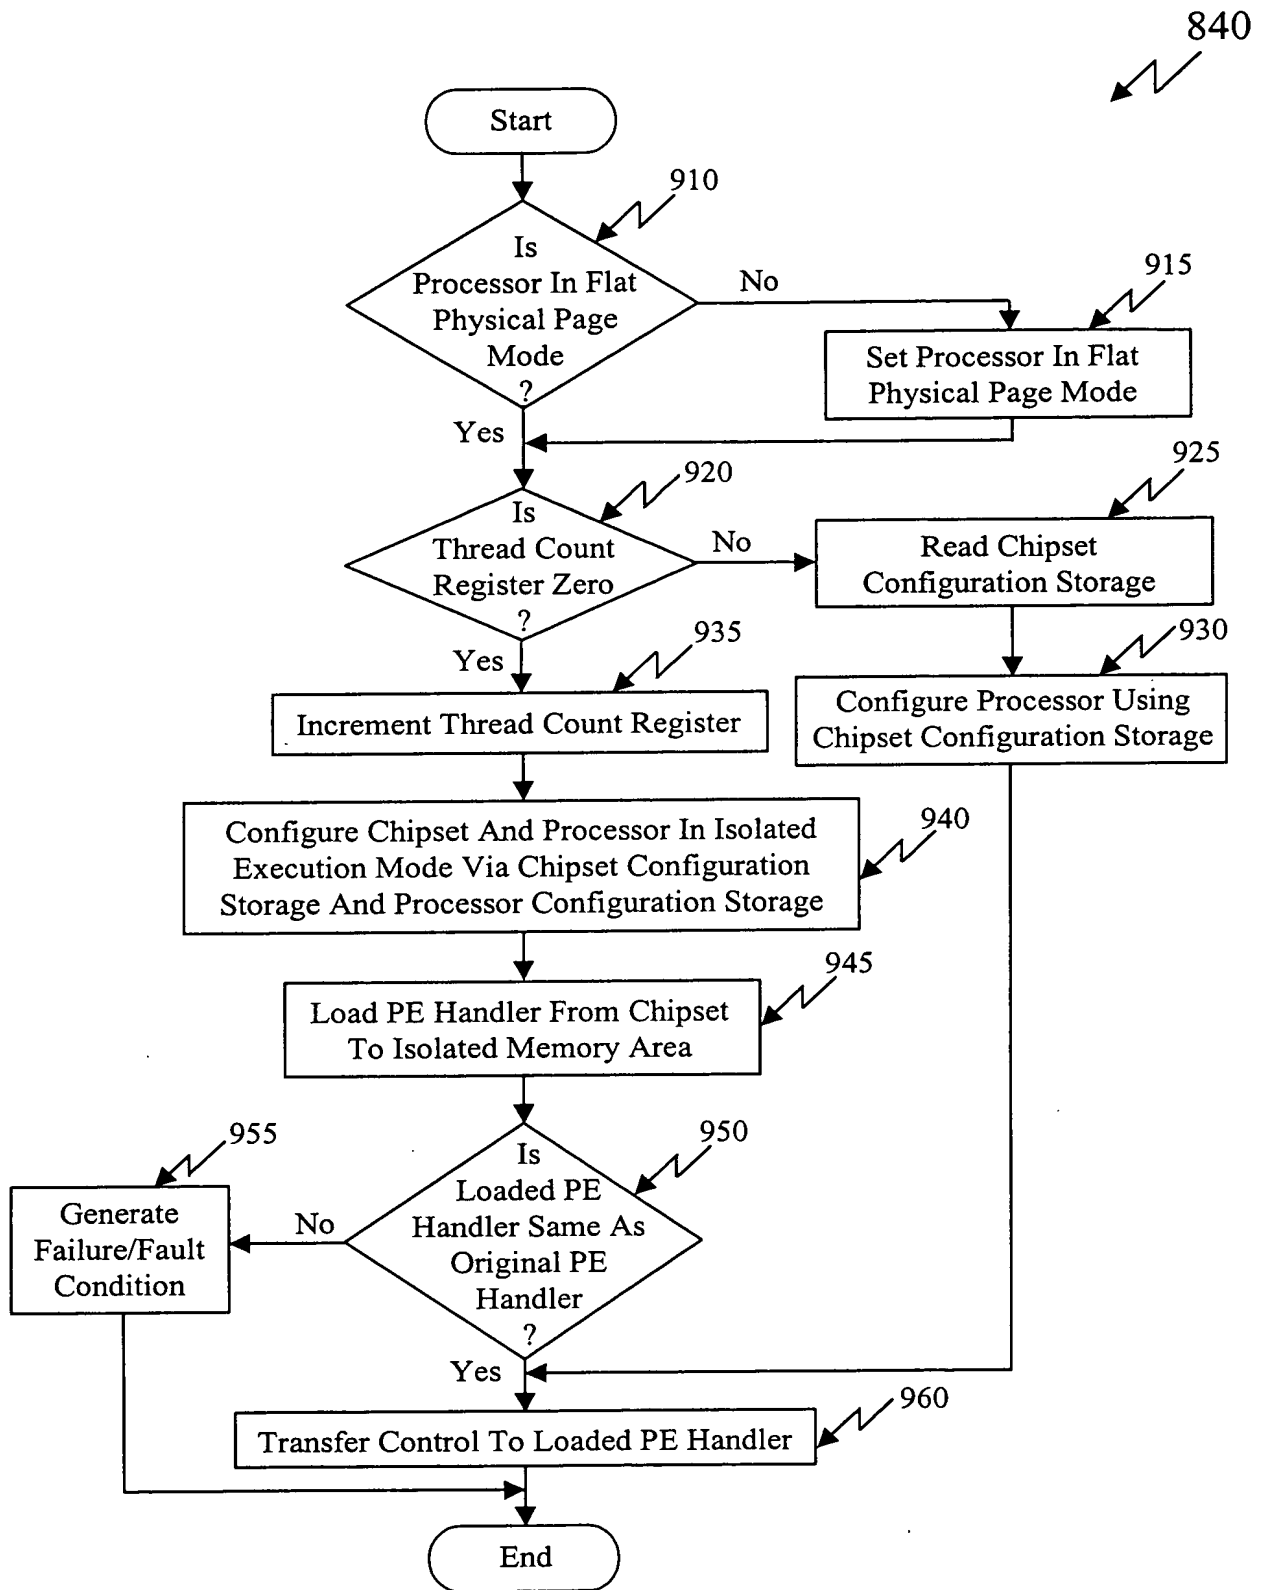 840
Start
910
Is
Processor In Flat
Physical Page
Mode
?
No
915
Set Processor In Flat
Physical Page Mode
Yes
920
Is
Thread Count
Register Zero
?
No
925
Read Chipset
Configuration Storage
Yes
935
930
Increment Thread Count Register
Configure Processor Using
Chipset Configuration Storage
940
Configure Chipset And Processor In Isolated
Execution Mode Via Chipset Configuration
Storage And Processor Configuration Storage
945
Load PE Handler From Chipset
To Isolated Memory Area
955
950
Is
Loaded PE
Handler Same As
Original PE
Handler
?
No
Generate
Failure/Fault
Condition
Yes
960
Transfer Control To Loaded PE Handler
End